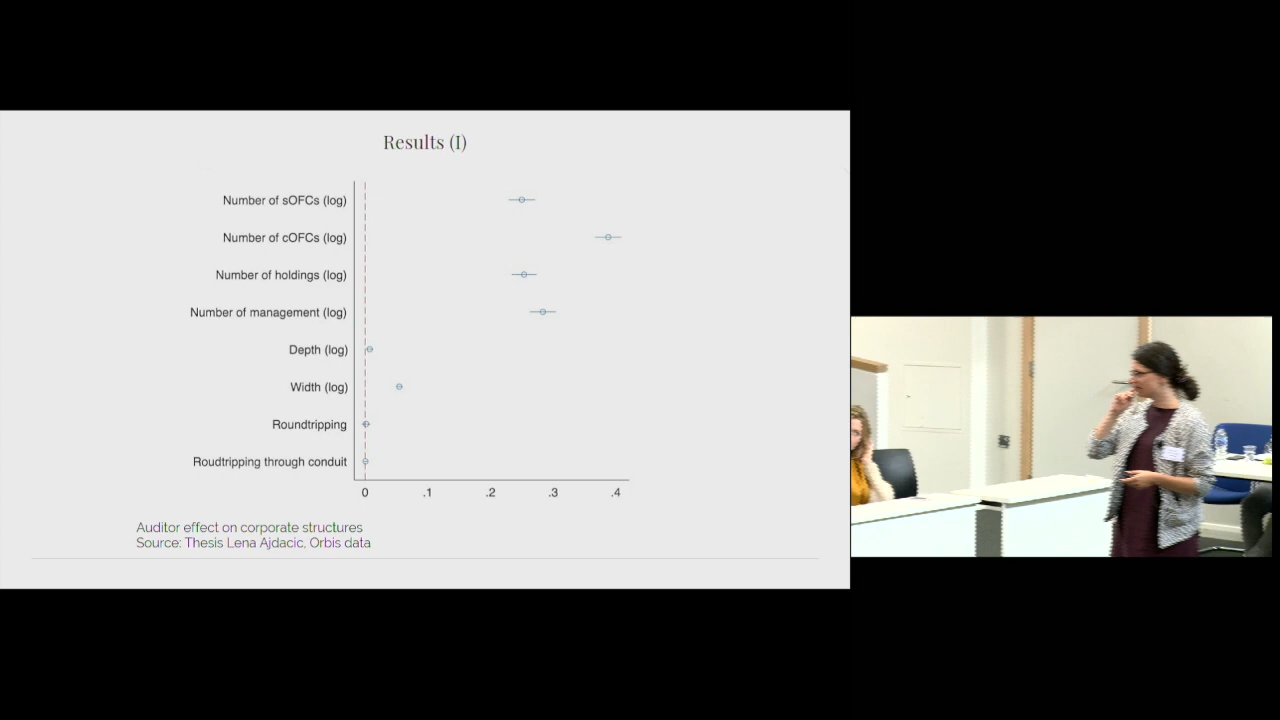 Results (I)
Number of sOFCs (log)
Number of cOFCs (log)
Number of holdings (log)
Number of management (log)
Depth (log)
Width (log)
Roundtripping
Roudtripping through conduit
0 .1 .2 .3 .4
Auditor effect on corporate structures
Source: Thesis Lena Ajdacic, Orbis data